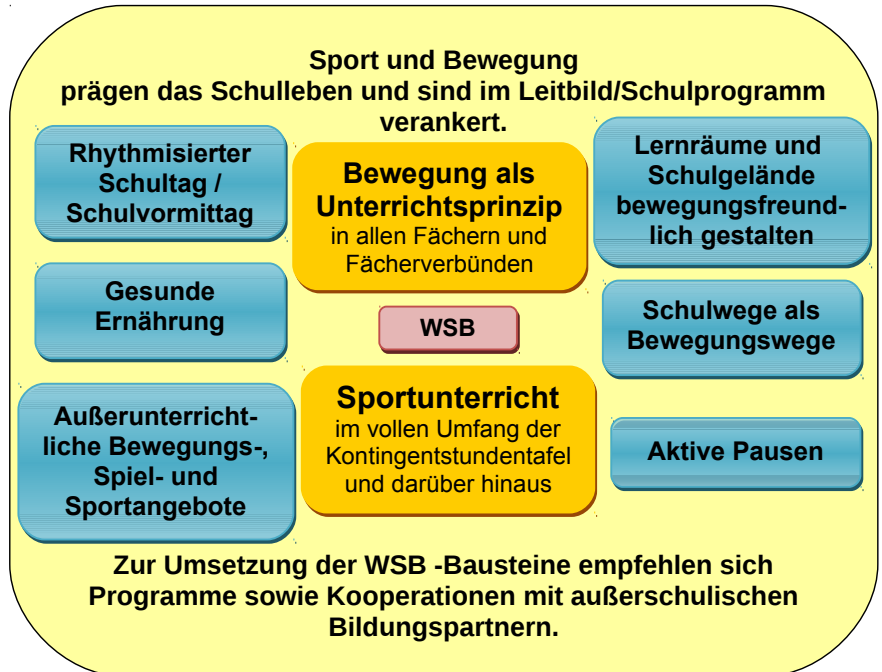 Sport und Bewegung
prägen das Schulleben und sind im Leitbild/Schulprogramm
verankert.
Rhythmisierter
Schultag /
Schulvormittag
Bewegung als
Unterrichtsprinzip
in allen Fächern und
Fächerverbünden
Lernräume und
Schulgelände
bewegungsfreund-
lich gestalten
Gesunde
Ernährung
WSB
Schulwege als
Bewegungswege
Außerunterricht-
liche Bewegungs-,
Spiel- und
Sportangebote
Sportunterricht
im vollen Umfang der
Kontingentstundentafel
und darüber hinaus
Aktive Pausen
Zur Umsetzung der WSB -Bausteine empfehlen sich
Programme sowie Kooperationen mit außerschulischen
Bildungspartnern.